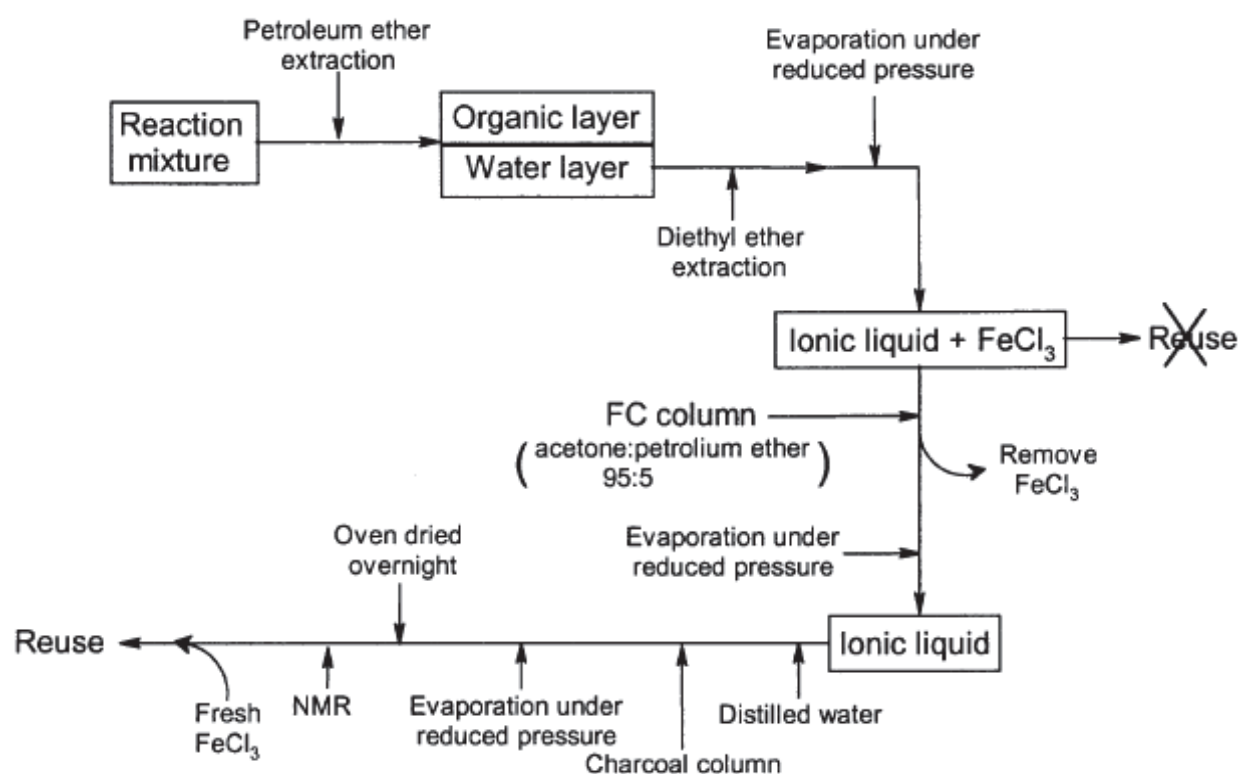 Petroleum ether
extraction
Evaporation under
reduced pressure
Reaction
mixture
Organic layer
Water layer
Diethyl ether
extraction
Ionic liquid + FeCl₃
Reuse
FC column
(acetone:petrolium ether
95:5)
Remove
FeCl₃
Evaporation under
reduced pressure
Oven dried
overnight
Ionic liquid
Reuse
Fresh
FeCl₃
NMR
Evaporation under
reduced pressure
Charcoal column
Distilled water